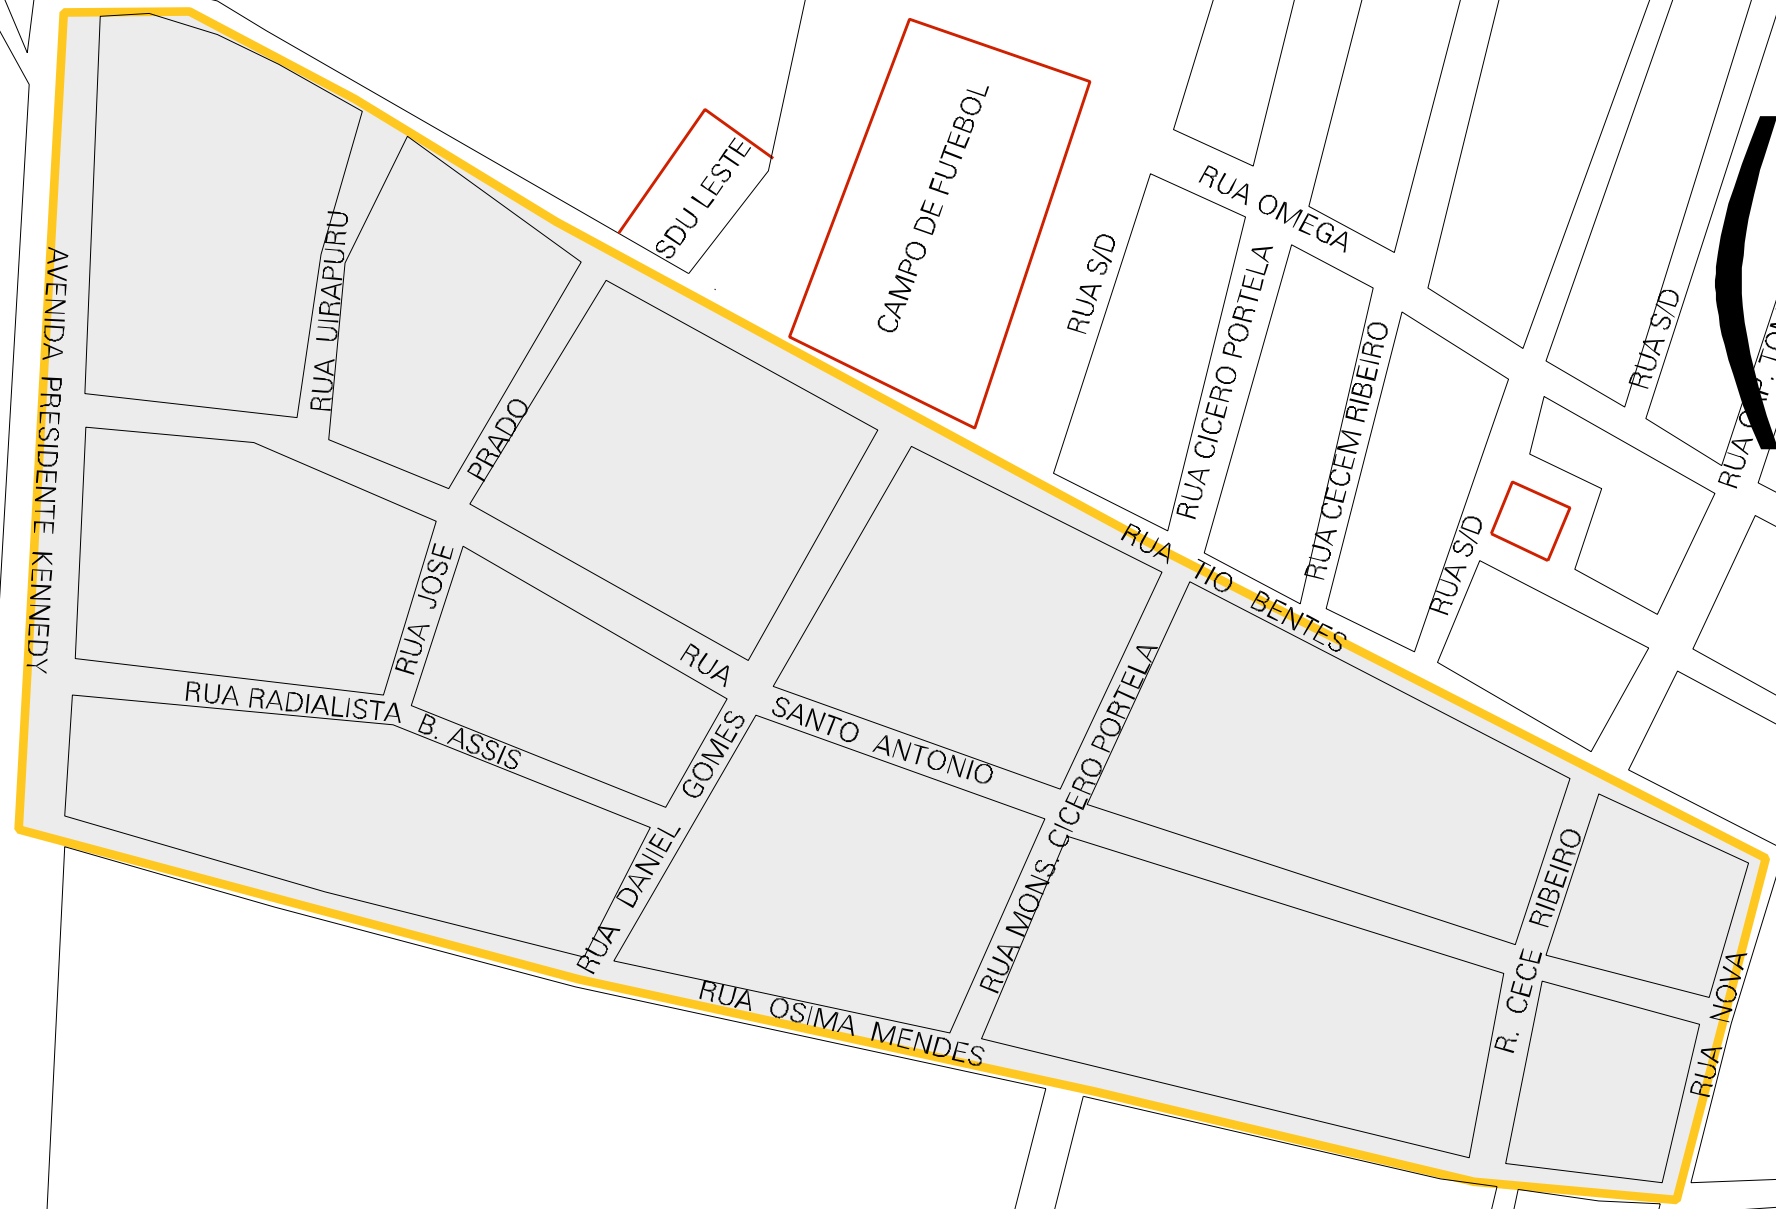 AVENIDA PRESIDENTE KENNEDY
RUA UIRAPURU
PRADO
RUA JOSE
RUA RADIALISTA B. ASSIS
RUA SANTO ANTONIO
RUA DANIEL GOMES
RUA OSIMA MENDES
RUA MONS. CICERO PORTELA
RUA TIO BENTES
R. CECE RIBEIRO
RUA NOVA
SDU LESTE
CAMPO DE FUTEBOL
RUA OMEGA
RUA S/D
RUA CICERO PORTELA
RUA CECEM RIBEIRO
RUA S/D
RUA S/D
RUA